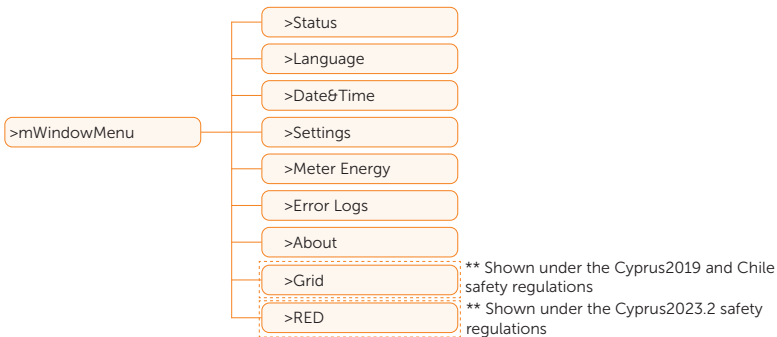 >Status
>Language
>Date&Time
>mWindowMenu
>Settings
>Meter Energy
>Error Logs
>About
>Grid
** Shown under the Cyprus2019 and Chile
safety regulations
>RED
** Shown under the Cyprus2023.2 safety
regulations